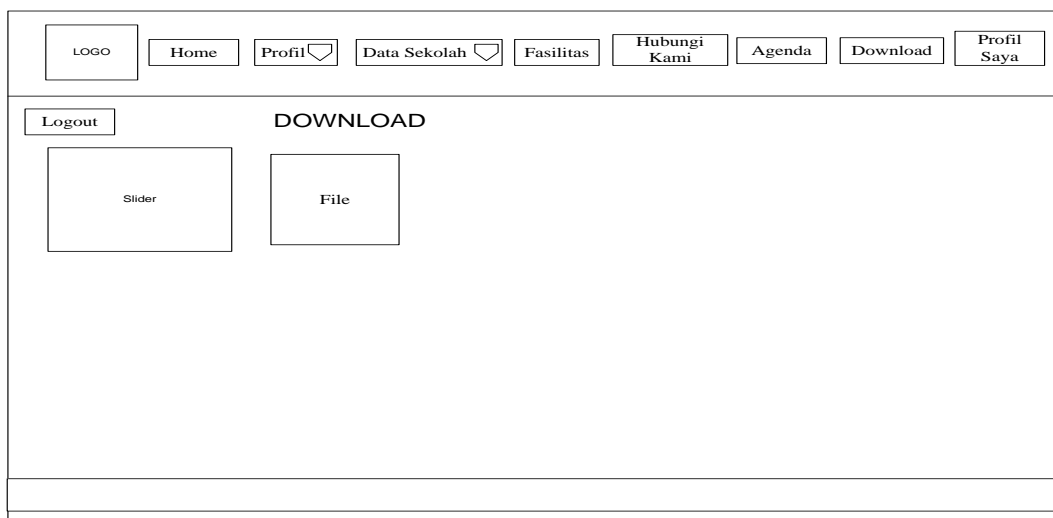 LOGO
Home
Profil
Data Sekolah
Fasilitas
Hubungi
Kami
Agenda
Download
Profil
Saya
Logout
DOWNLOAD
Slider
File